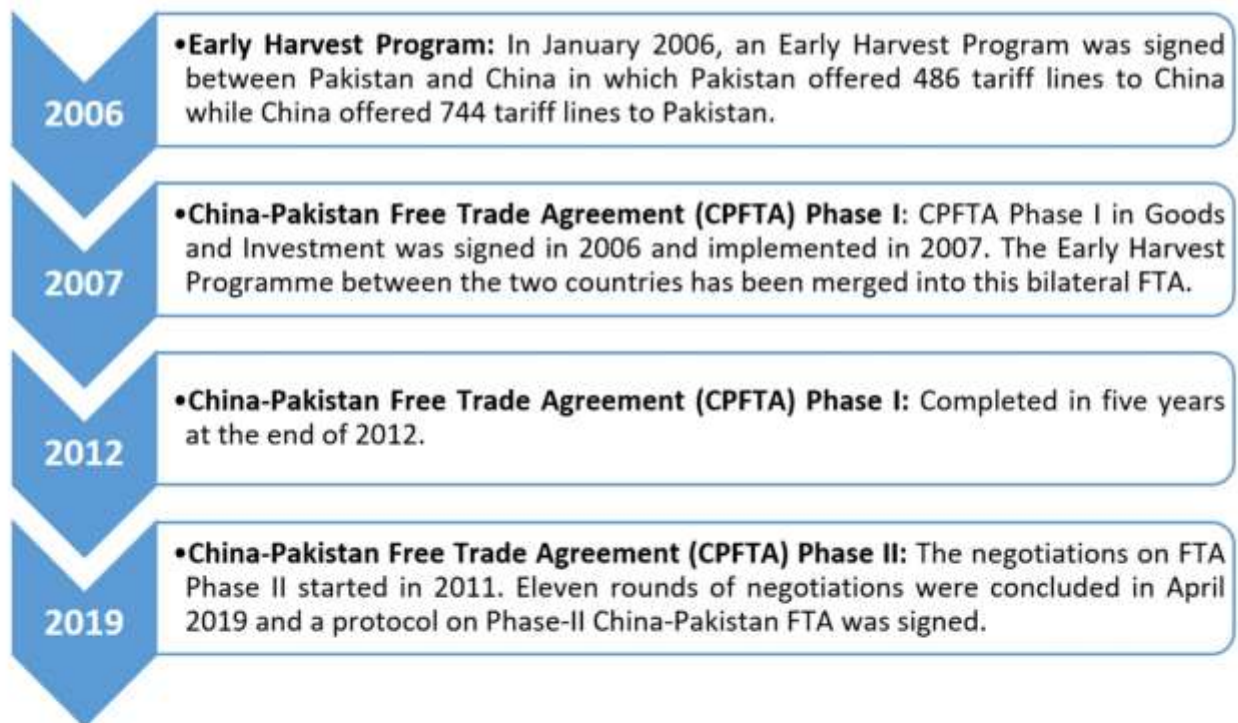 2006
•Early Harvest Program: In January 2006, an Early Harvest Program was signed
between Pakistan and China in which Pakistan offered 486 tariff lines to China
while China offered 744 tariff lines to Pakistan.
2007
•China-Pakistan Free Trade Agreement (CPFTA) Phase I: CPFTA Phase I in Goods
and Investment was signed in 2006 and implemented in 2007. The Early Harvest
Programme between the two countries has been merged into this bilateral FTA.
2012
•China-Pakistan Free Trade Agreement (CPFTA) Phase I: Completed in five years
at the end of 2012.
2019
•China-Pakistan Free Trade Agreement (CPFTA) Phase II: The negotiations on FTA
Phase II started in 2011. Eleven rounds of negotiations were concluded in April
2019 and a protocol on Phase-II China-Pakistan FTA was signed.